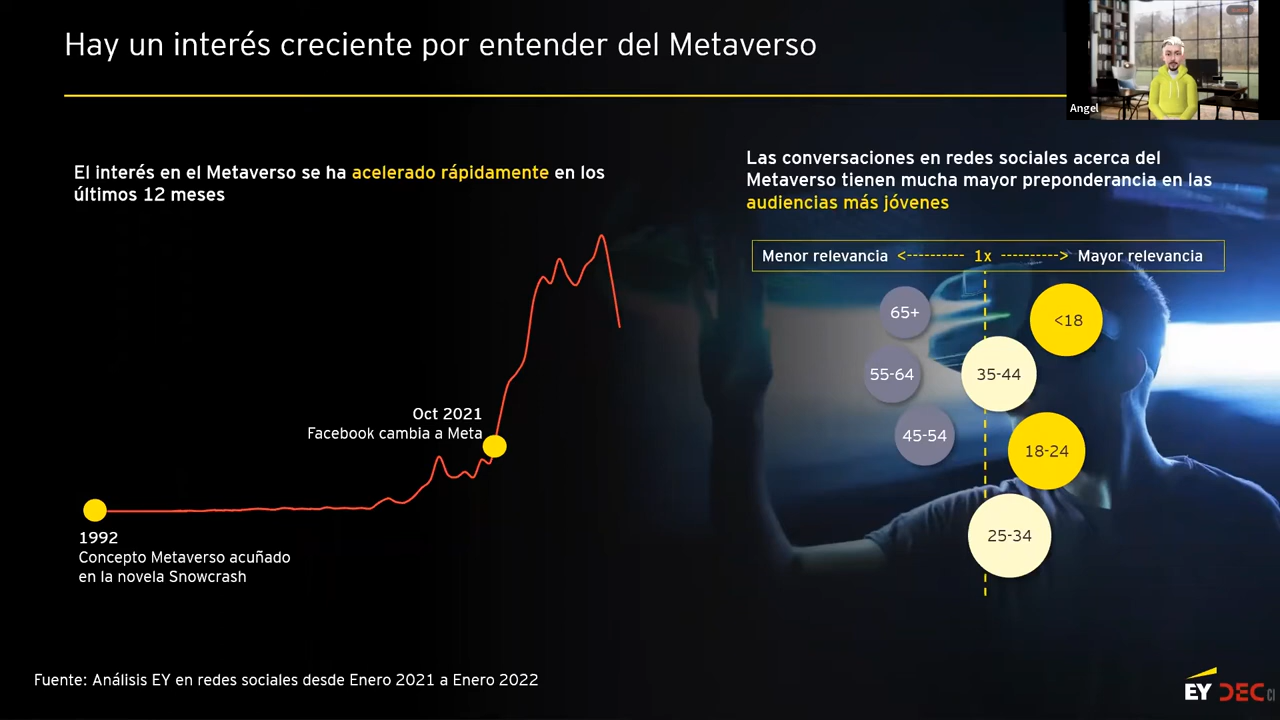 Hay un interés creciente por entender del Metaverso
Angel
El interés en el Metaverso se ha acelerado rápidamente en los
últimos 12 meses
Las conversaciones en redes sociales acerca del
Metaverso tienen mucha mayor preponderancia en las
audiencias más jóvenes
Menor relevancia <---------- 1x ----------> Mayor relevancia
65+
<18
55-64
35-44
45-54
18-24
25-34
Oct 2021
Facebook cambia a Meta
1992
Concepto Metaverso acuñado
en la novela Snowcrash
Fuente: Análisis EY en redes sociales desde Enero 2021 a Enero 2022
EY DEC